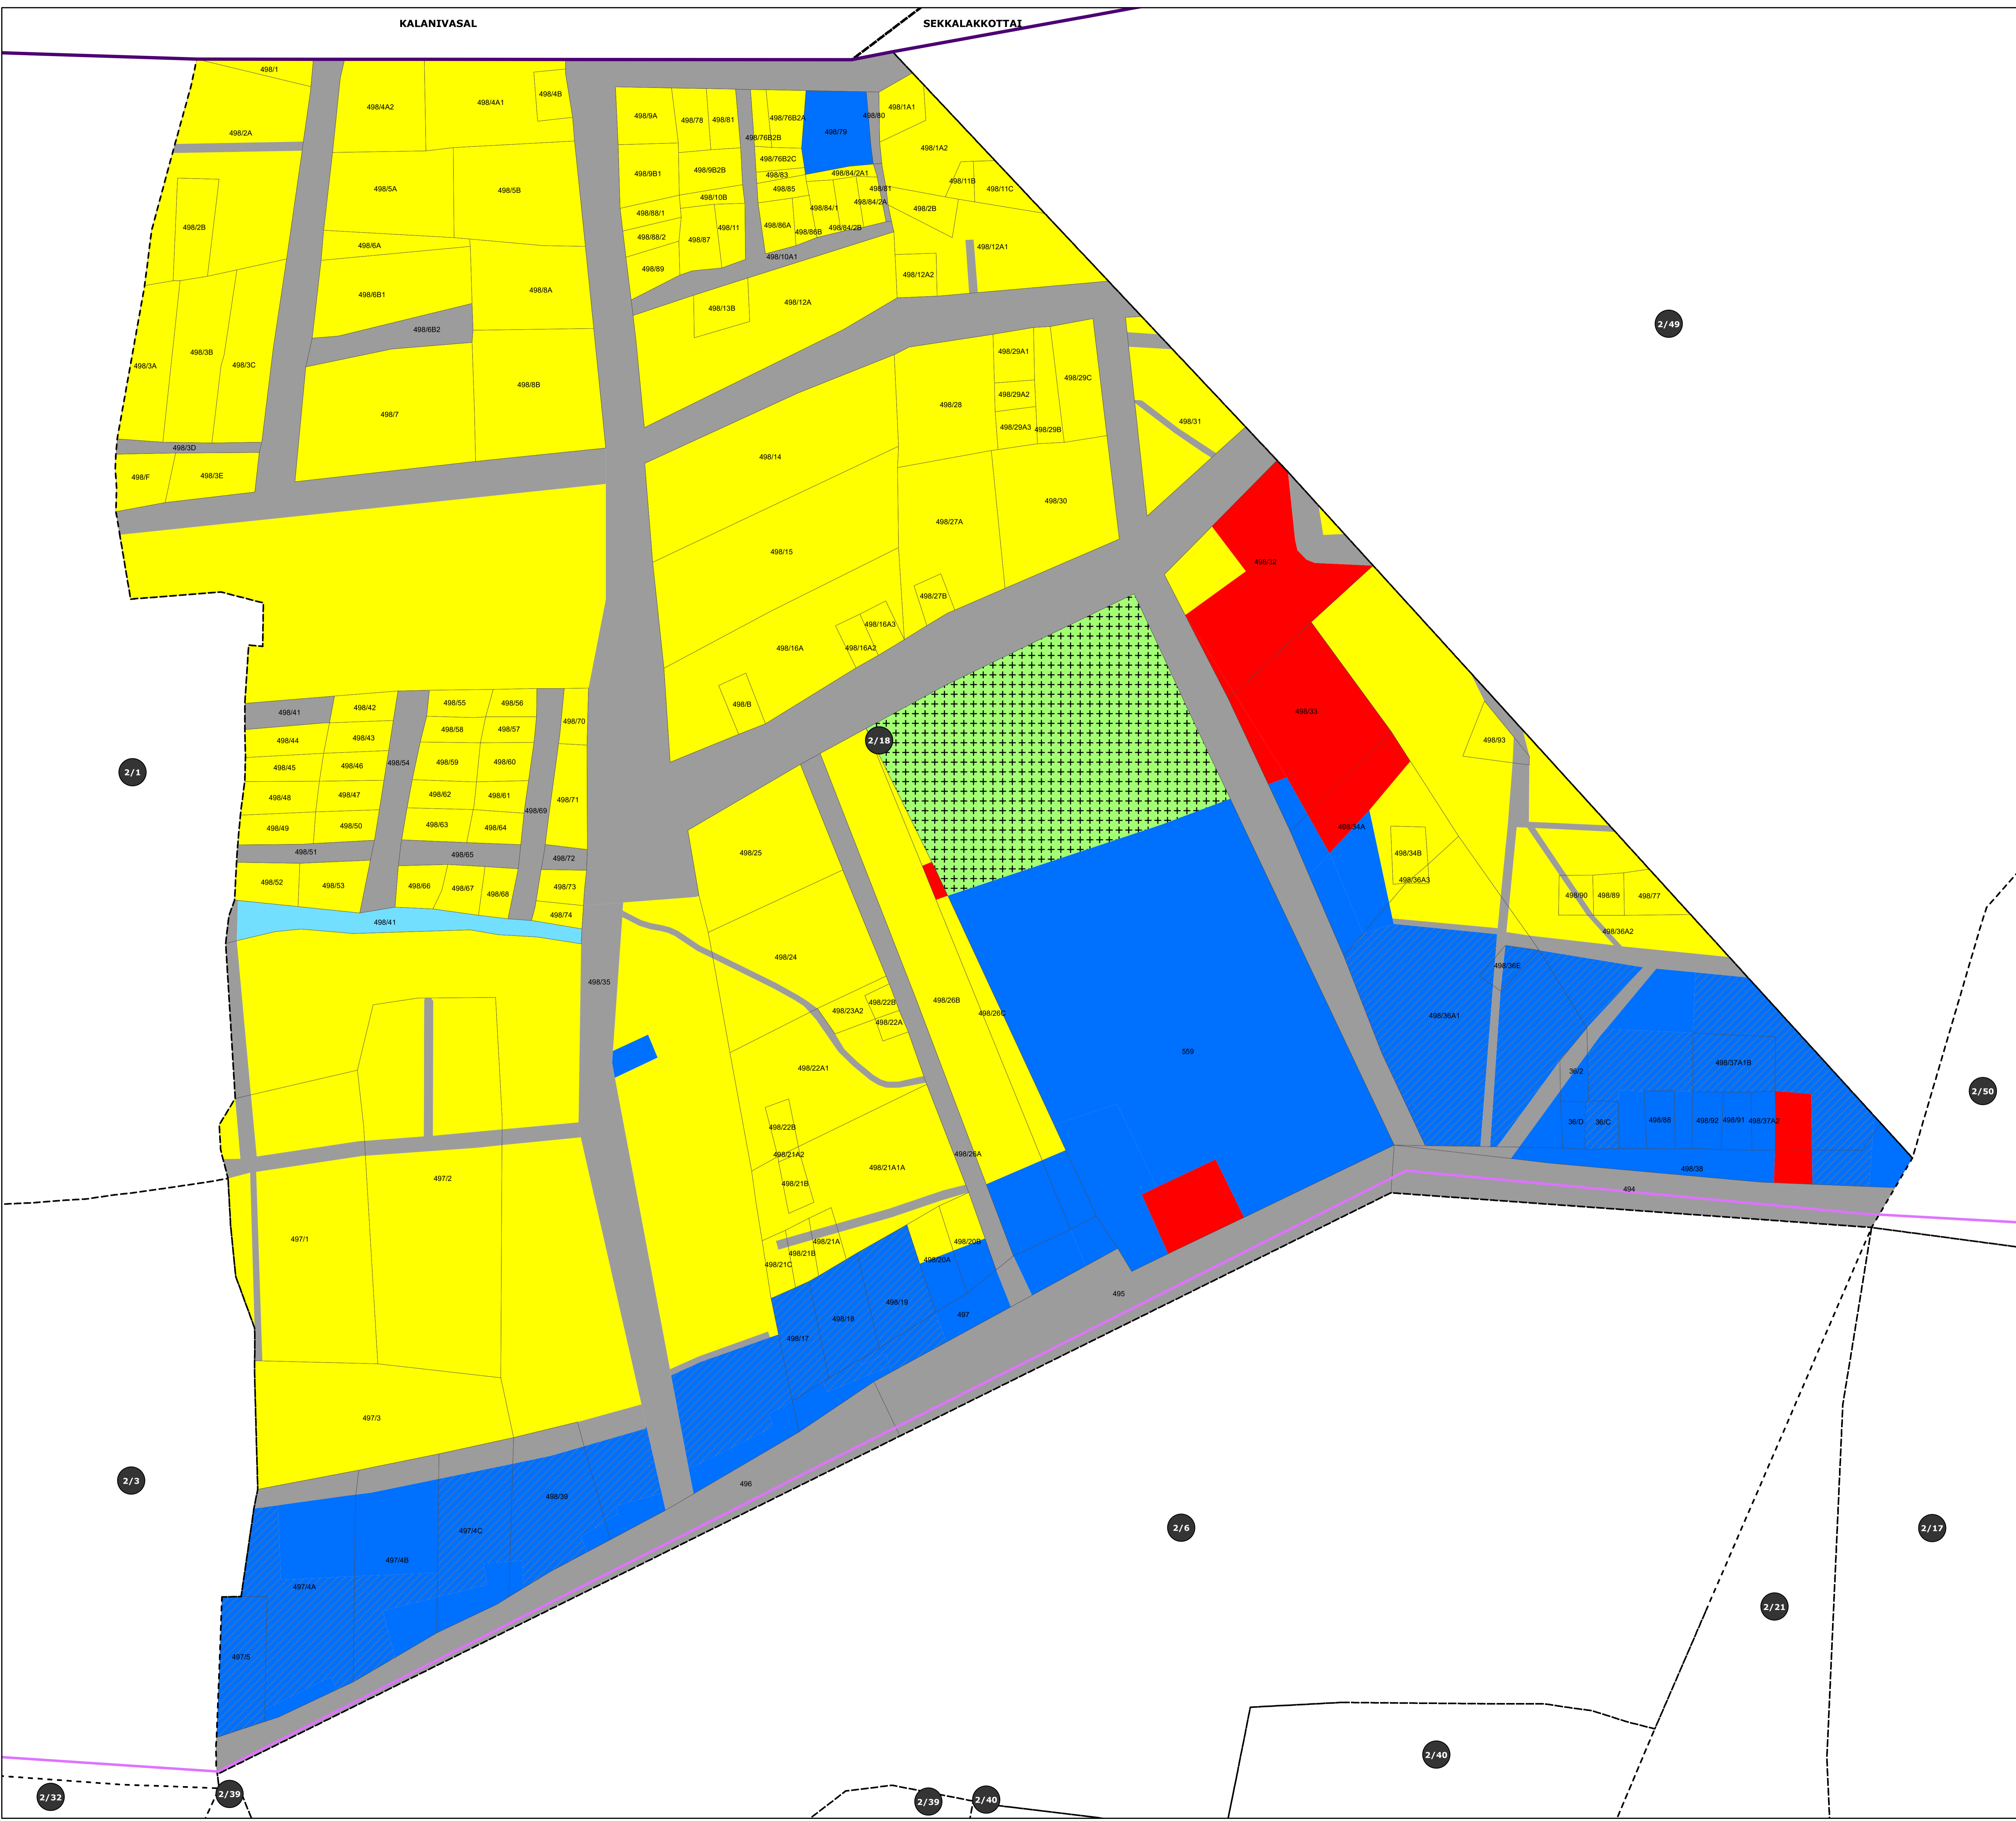 KALANIVASAL
SEKKALAKKOTTAI
498/1
498/4A2
498/4A1
498/4B
498/2A
498/9A
498/78
498/81
498/76B2A
498/76B2B
498/79
498/80
498/1A1
498/1A2
498/5A
498/5B
498/9B1
498/9B2B
498/76B2C
498/83
498/84/2A1
498/85
498/81
498/11B
498/11C
498/2B
498/10B
498/88/1
498/11
498/86A
498/84/1
498/84/2A
498/2B
498/6A
498/88/2
498/87
498/86B
498/84/2B
498/12A1
498/89
498/10A1
498/12A2
498/6B1
498/8A
498/13B
498/12A
498/6B2
2/49
498/3A
498/3B
498/3C
498/8B
498/29A1
498/29C
498/7
498/28
498/29A2
498/29A3
498/29B
498/31
498/3D
498/14
498/F
498/3E
498/27A
498/30
498/15
498/32
498/27B
498/16A3
498/16A
498/16A2
498/B
498/33
498/41
498/42
498/55
498/56
498/70
498/44
498/43
498/58
498/57
2/18
498/93
2/1
498/45
498/46
498/54
498/59
498/60
498/48
498/47
498/62
498/61
498/71
498/69
498/49
498/50
498/63
498/64
498/34A
498/51
498/65
498/72
498/25
498/34B
498/52
498/53
498/66
498/67
498/68
498/73
498/36A3
498/90
498/89
498/77
498/74
498/41
498/36A2
498/24
498/36E
498/35
498/22B
498/26B
498/23A2
498/22A
498/26C
498/36A1
559
498/22A1
36/2
498/37A1B
2/50
498/22B
36/D
36/C
498/88
498/92
498/91
498/37A2
498/21A2
498/26A
498/21A1A
498/38
497/2
498/21B
494
497/1
498/21A
498/20B
498/21B
498/20A
498/21C
495
498/19
498/18
497
498/17
497/3
2/3
496
498/39
497/4C
2/6
2/17
497/4B
497/4A
2/21
497/5
2/40
2/32
2/39
2/39
2/40